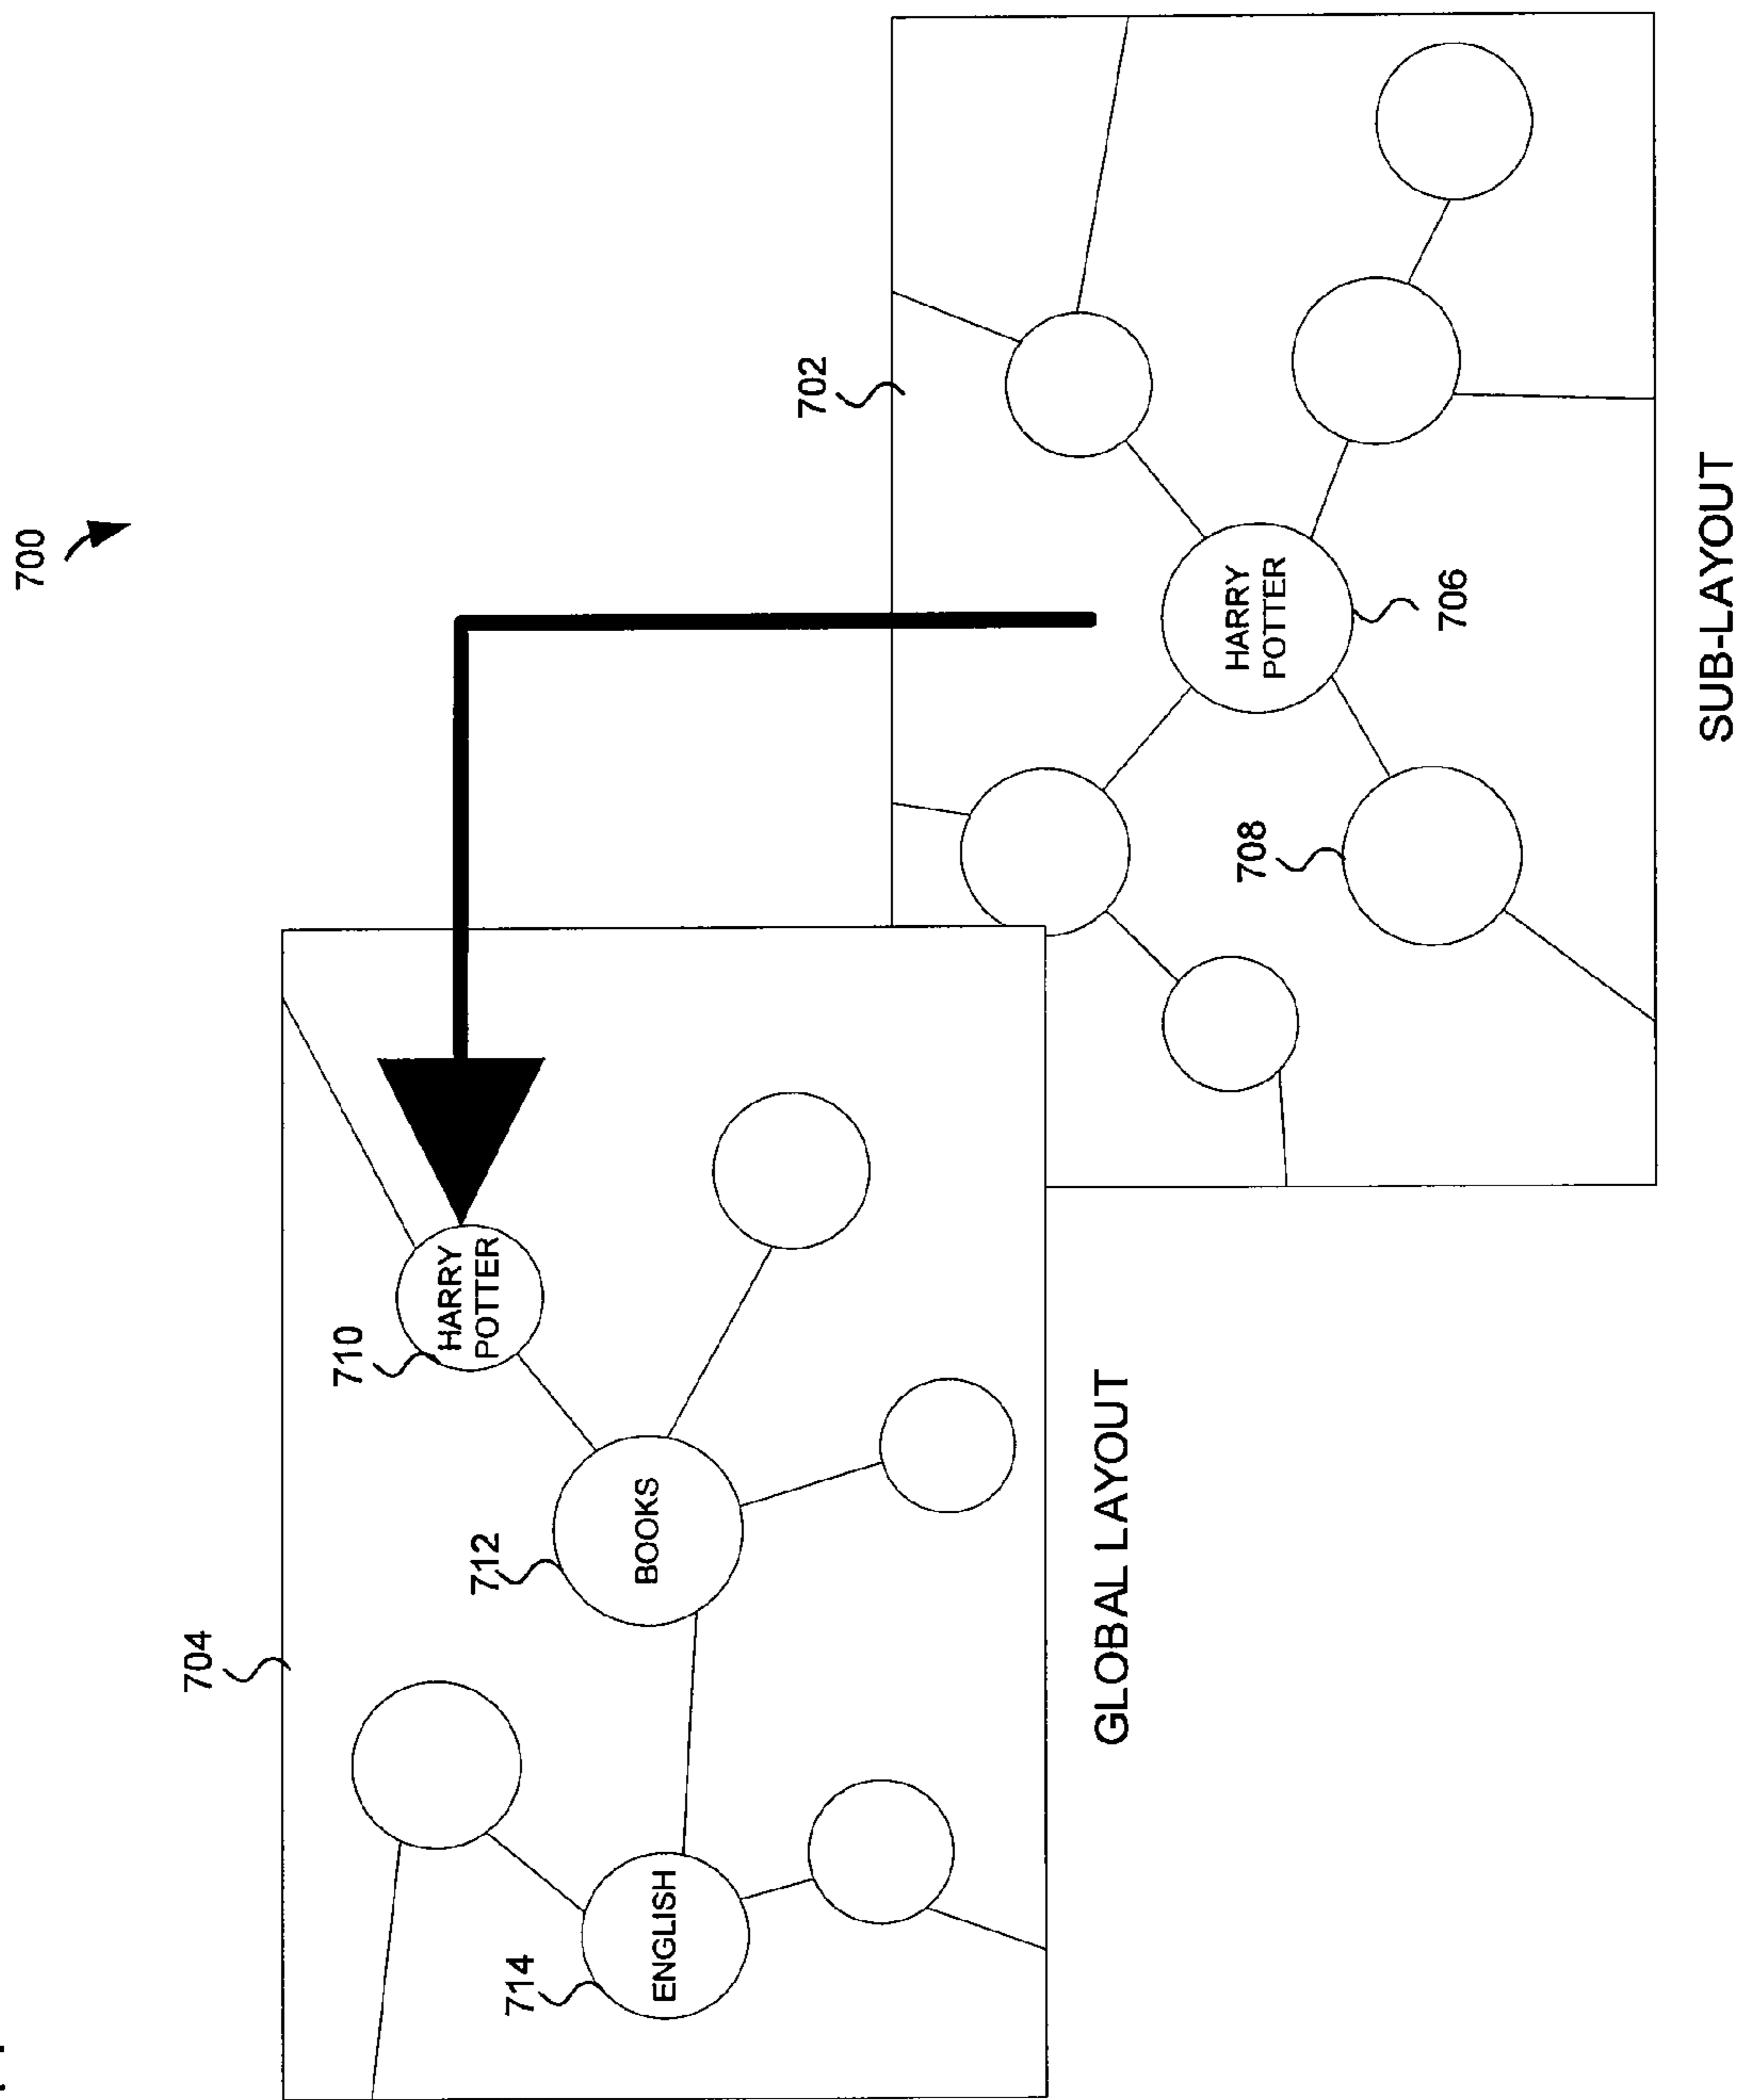 700
704
710
HARRY
POTTER
712
714
BOOKS
ENGLISH
GLOBAL LAYOUT
702
HARRY
POTTER
708
706
SUB-LAYOUT